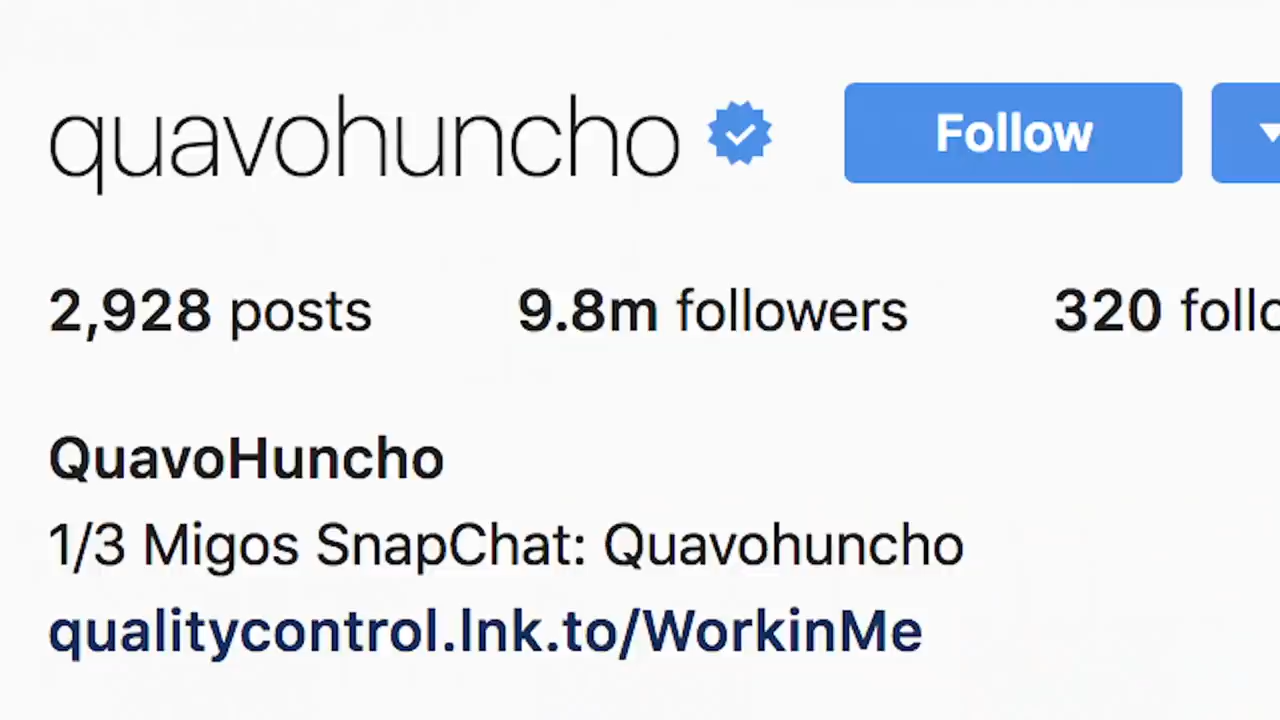 quavohuncho Follow
2,928 posts 9.8m followers 320 follo
QuavoHuncho
1/3 Migos SnapChat: Quavohuncho
qualitycontrol.lnk.to/WorkinMe